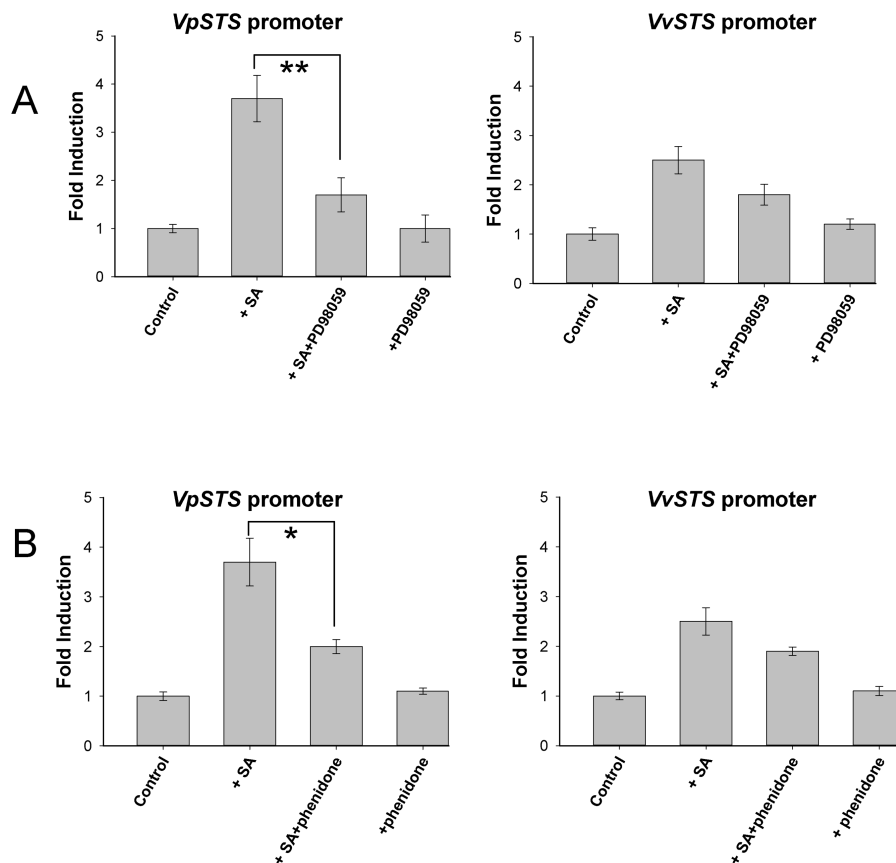 VpSTS promoter
VvSTS promoter
A
Fold Induction
5
4
3
2
1
0
**
Control
+ SA
+ SA+PD98059
+PD98059
Fold Induction
5
4
3
2
1
0
Control
+ SA
+ SA+PD98059
+ PD98059
VpSTS promoter
VvSTS promoter
B
Fold Induction
5
4
3
2
1
0
*
Control
+ SA
+ SA+phenidone
+phenidone
Fold Induction
5
4
3
2
1
0
Control
+ SA
+ SA+phenidone
+ phenidone